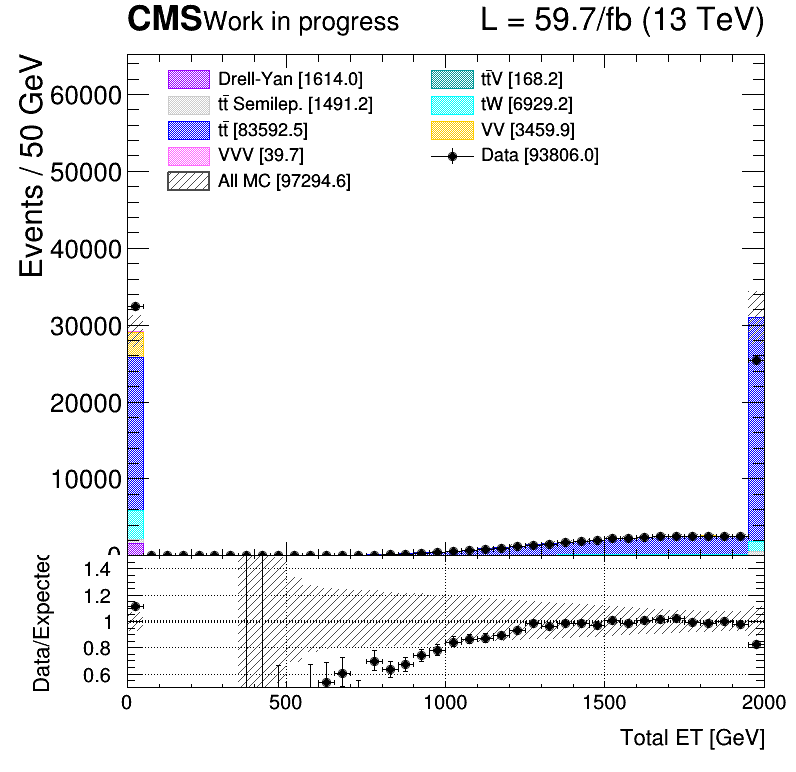 CMS Work in progress L = 59.7/fb (13 TeV)
Events / 50 GeV
60000
50000
40000
30000
20000
10000
0
Drell-Yan [1614.0]
tt̄ Semilep. [1491.2]
tt̄ [83592.5]
VVV [39.7]
All MC [97294.6]
tt̄V [168.2]
tW [6929.2]
VV [3459.9]
Data [93806.0]
Data/Expected
1.4
1.2
1
0.8
0.6
0 500 1000 1500 2000
Total ET [GeV]